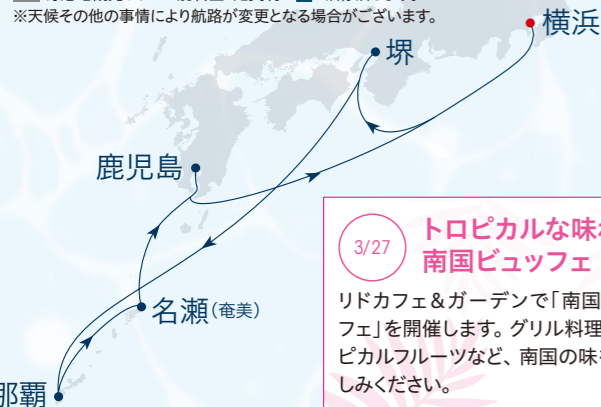 ※天候その他の事情により航路が変更となる場合がございます。
横浜
堺
鹿児島
名瀬(奄美)
那覇
3/27
トロピカルな味
南国ビュッフェ
リドカフェ&ガーデンで「南国
フェ」を開催します。グリル料理
ピカルフルーツなど、南国の味
しみください。